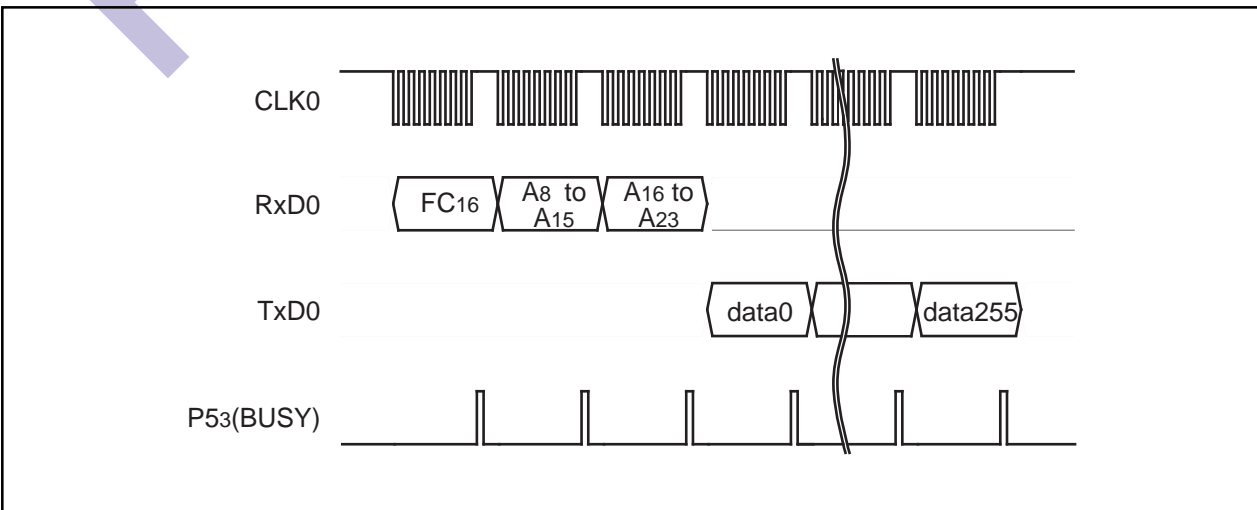 CLK0
RxD0
FC16
A8 to
A15
A16 to
A23
TxD0
data0
data255
P53(BUSY)